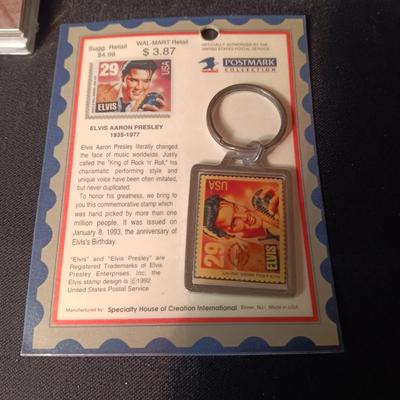 Sugg. Retail
$4.99
WAL-MART Retail
$ 3.87
OFFICIALLY AUTHORIZED BY THE
UNITED STATES POSTAL SERVICE
POSTMARK
COLLECTION
29
USA
ELVIS
ELVIS AARON PRESLEY
1935-1977
Elvis Aaron Presley literally changed
the face of music worldwide. Justly
called the "King of Rock 'n' Roll," his
charismatic performing style and
unique voice have often been imitated,
but never duplicated.
To honor his greatness, we bring to
you this commemorative stamp which
was hand picked by more than one
million people. It was issued on
January 8, 1993, the anniversary of
Elvis's Birthday.
"Elvis" and "Elvis Presley" are
Registered Trademarks of Elvis
Presley Enterprises, Inc; the
Elvis stamp design is ©1992
United States Postal Service
USA
29
ELVIS
Manufactured by: Specialty House of Creation International Elmer, NJ | Made in USA